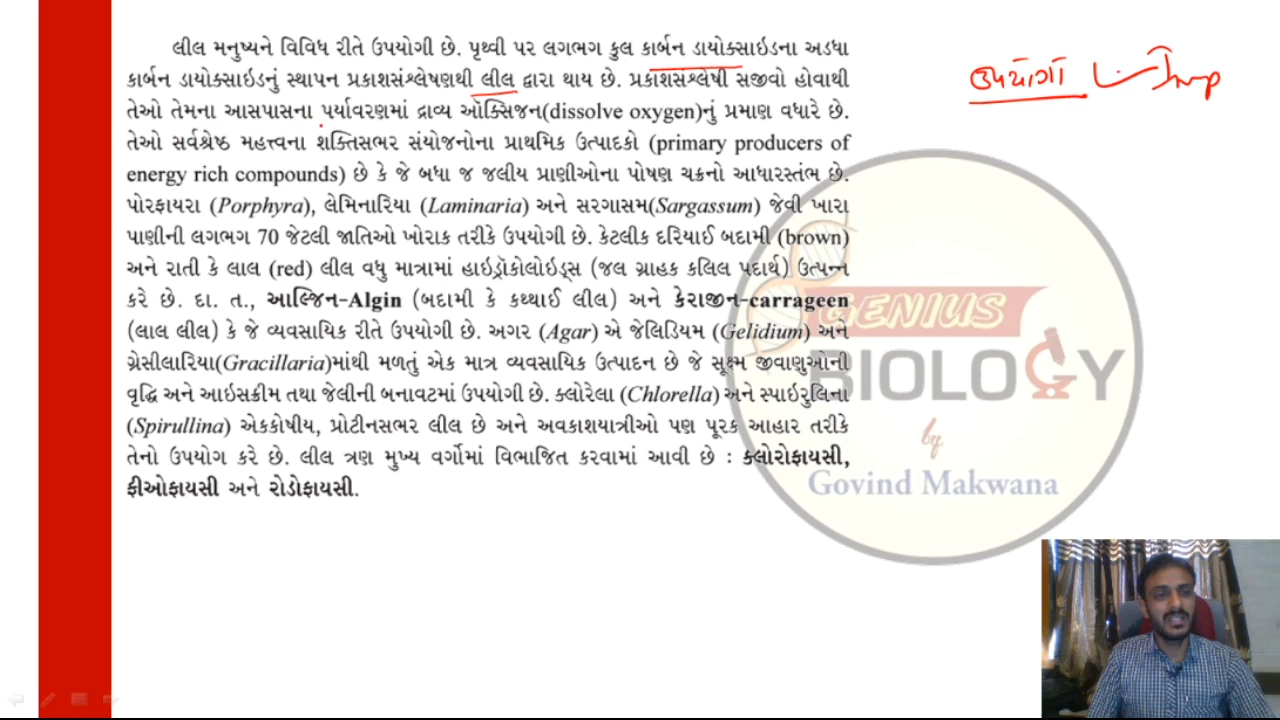 લીલ મનુષ્યને વિવિધ રીતે ઉપયોગી છે. પૃથ્વી પર લગભગ કુલ કાર્બન ડાયોક્સાઇડના અડધા
કાર્બન ડાયોક્સાઇડનું સ્થાપન પ્રકાશસંશ્લેષણથી લીલ દ્વારા થાય છે. પ્રકાશસંશ્લેષી સજીવો હોવાથી
તેઓ તેમના આસપાસના પર્યાવરણમાં દ્રાવ્ય ઑક્સિજન(dissolve oxygen)નું પ્રમાણ વધારે છે.
તેઓ સર્વશ્રેષ્ઠ મહત્ત્વના શક્તિસભર સંયોજનોના પ્રાથમિક ઉત્પાદકો (primary producers of
energy rich compounds) છે કે જે બધા જ જલીય પ્રાણીઓના પોષણ ચક્રનો આધારસ્તંભ છે.
પોરફાયરા (Porphyra), લેમિનારિયા (Laminaria) અને સરગાસમ(Sargassum) જેવી ખારા
પાણીની લગભગ 70 જેટલી જાતિઓ ખોરાક તરીકે ઉપયોગી છે. કેટલીક દરિયાઈ બદામી (brown)
અને રાતી કે લાલ (red) લીલ વધુ માત્રામાં હાઇડ્રૉકોલોઇડ્સ (જલ ગ્રાહક કલિલ પદાર્થ) ઉત્પન્ન
કરે છે. દા. ત., આલ્જિન-Algin (બદામી કે કથ્થાઈ લીલ) અને કેરાજીન-carrageen
(લાલ લીલ) કે જે વ્યવસાયિક રીતે ઉપયોગી છે. અગર (Agar) એ જેલિડિયમ (Gelidium) અને
ગ્રેસીલારિયા(Gracillaria)માંથી મળતું એક માત્ર વ્યવસાયિક ઉત્પાદન છે જે સૂક્ષ્મ જીવાણુઓની
વૃદ્ધિ અને આઇસક્રીમ તથા જેલીની બનાવટમાં ઉપયોગી છે. ક્લોરેલા (Chlorella) અને સ્પાઇરુલિના
(Spirullina) એકકોષીય, પ્રોટીનસભર લીલ છે અને અવકાશયાત્રીઓ પણ પૂરક આહાર તરીકે
તેનો ઉપયોગ કરે છે. લીલ ત્રણ મુખ્ય વર્ગોમાં વિભાજિત કરવામાં આવી છે : ક્લોરોફાયસી,
ફીઓફાયસી અને રોડોફાયસી.
Imp
GENIUS
BIOLOGY
by
Govind Makwana